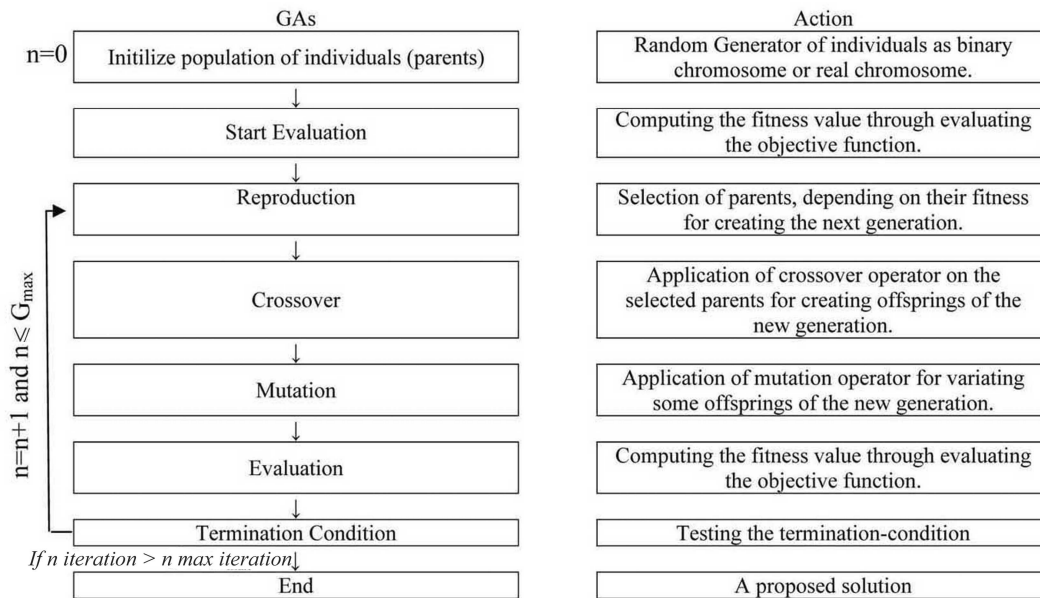 GAs
Action
n=0
Initilize population of individuals (parents)
Random Generator of individuals as binary
chromosome or real chromosome.
Start Evaluation
Computing the fitness value through evaluating
the objective function.
Reproduction
Selection of parents, depending on their fitness
for creating the next generation.
Crossover
Application of crossover operator on the
selected parents for creating offsprings of the
new generation.
Mutation
Application of mutation operator for variating
some offsprings of the new generation.
Evaluation
Computing the fitness value through evaluating
the objective function.
n=n+1 and n ≤ Gmax
Termination Condition
Testing the termination-condition
If n iteration > n max iteration
End
A proposed solution